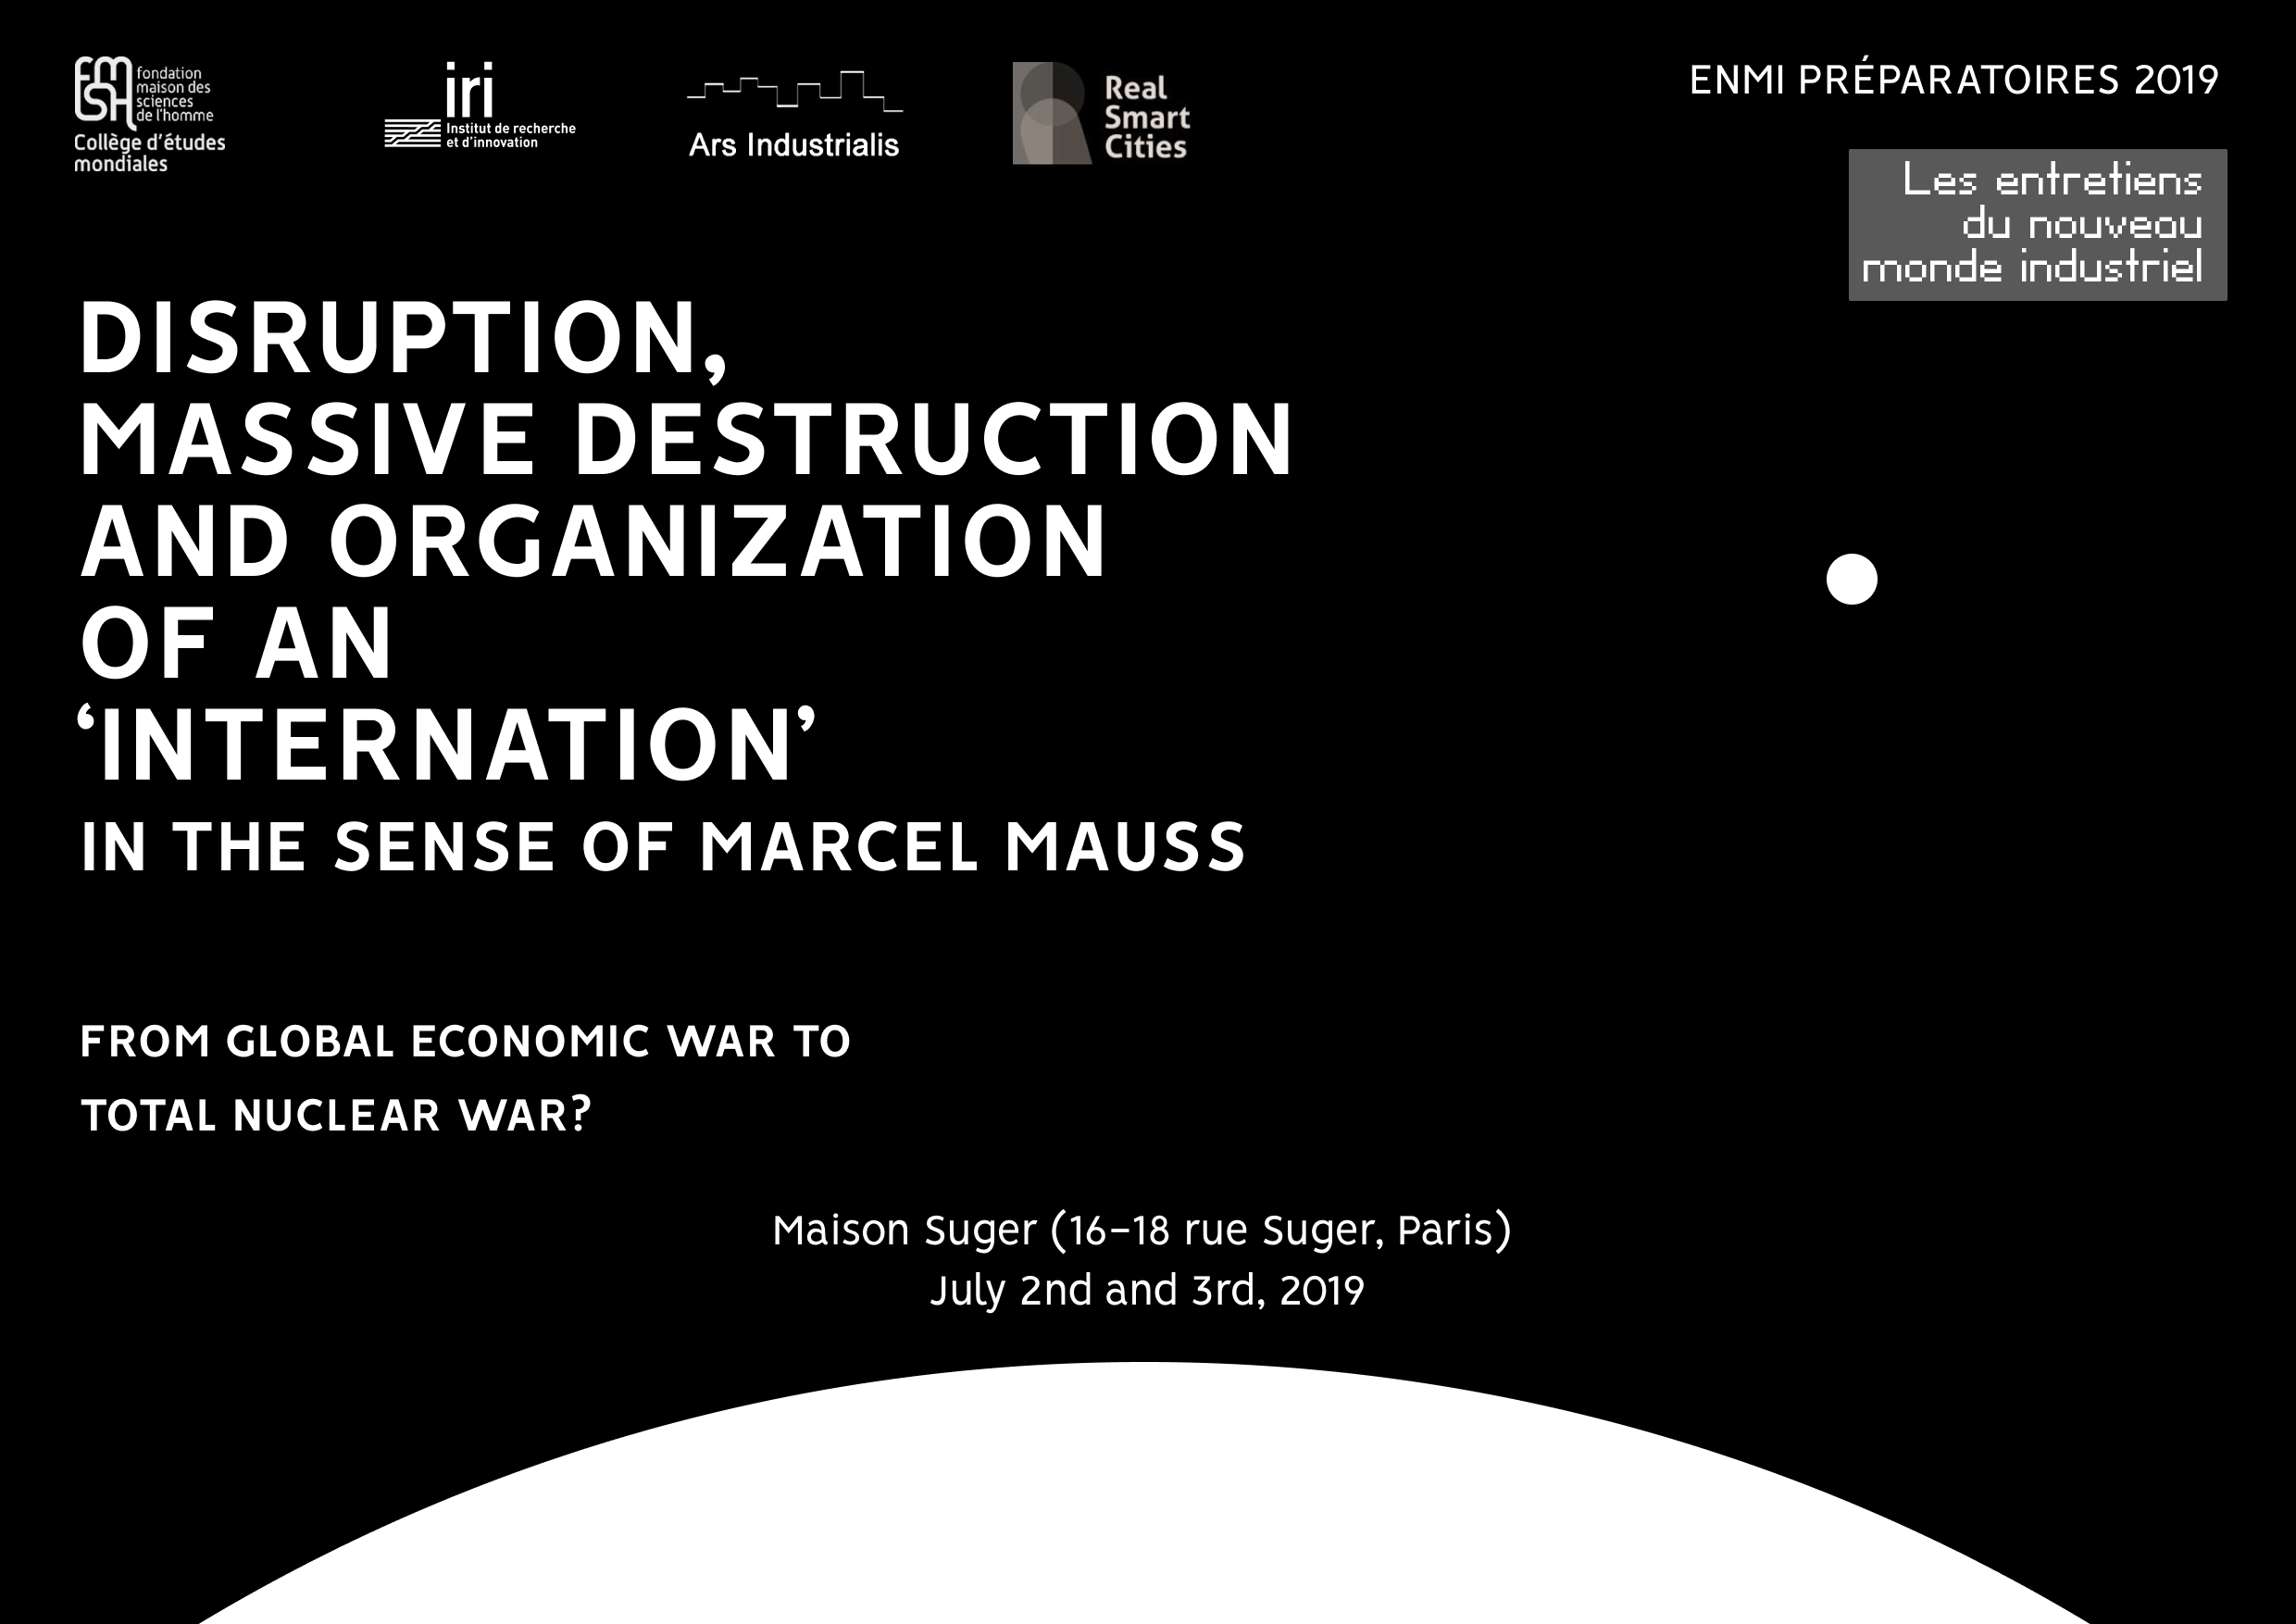 fmsh
fondation
maison des
sciences
de l'homme
Collège d'études
mondiales
iri
Institut de recherche
et d'innovation
Ars Industrialis
Real
Smart
Cities
ENMI PRÉPARATOIRES 2019
Les entretiens
du nouveau
monde industriel
DISRUPTION,
MASSIVE DESTRUCTION
AND ORGANIZATION
OF AN
‘INTERNATION’
IN THE SENSE OF MARCEL MAUSS
FROM GLOBAL ECONOMIC WAR TO
TOTAL NUCLEAR WAR?
Maison Suger (16-18 rue Suger, Paris)
July 2nd and 3rd, 2019